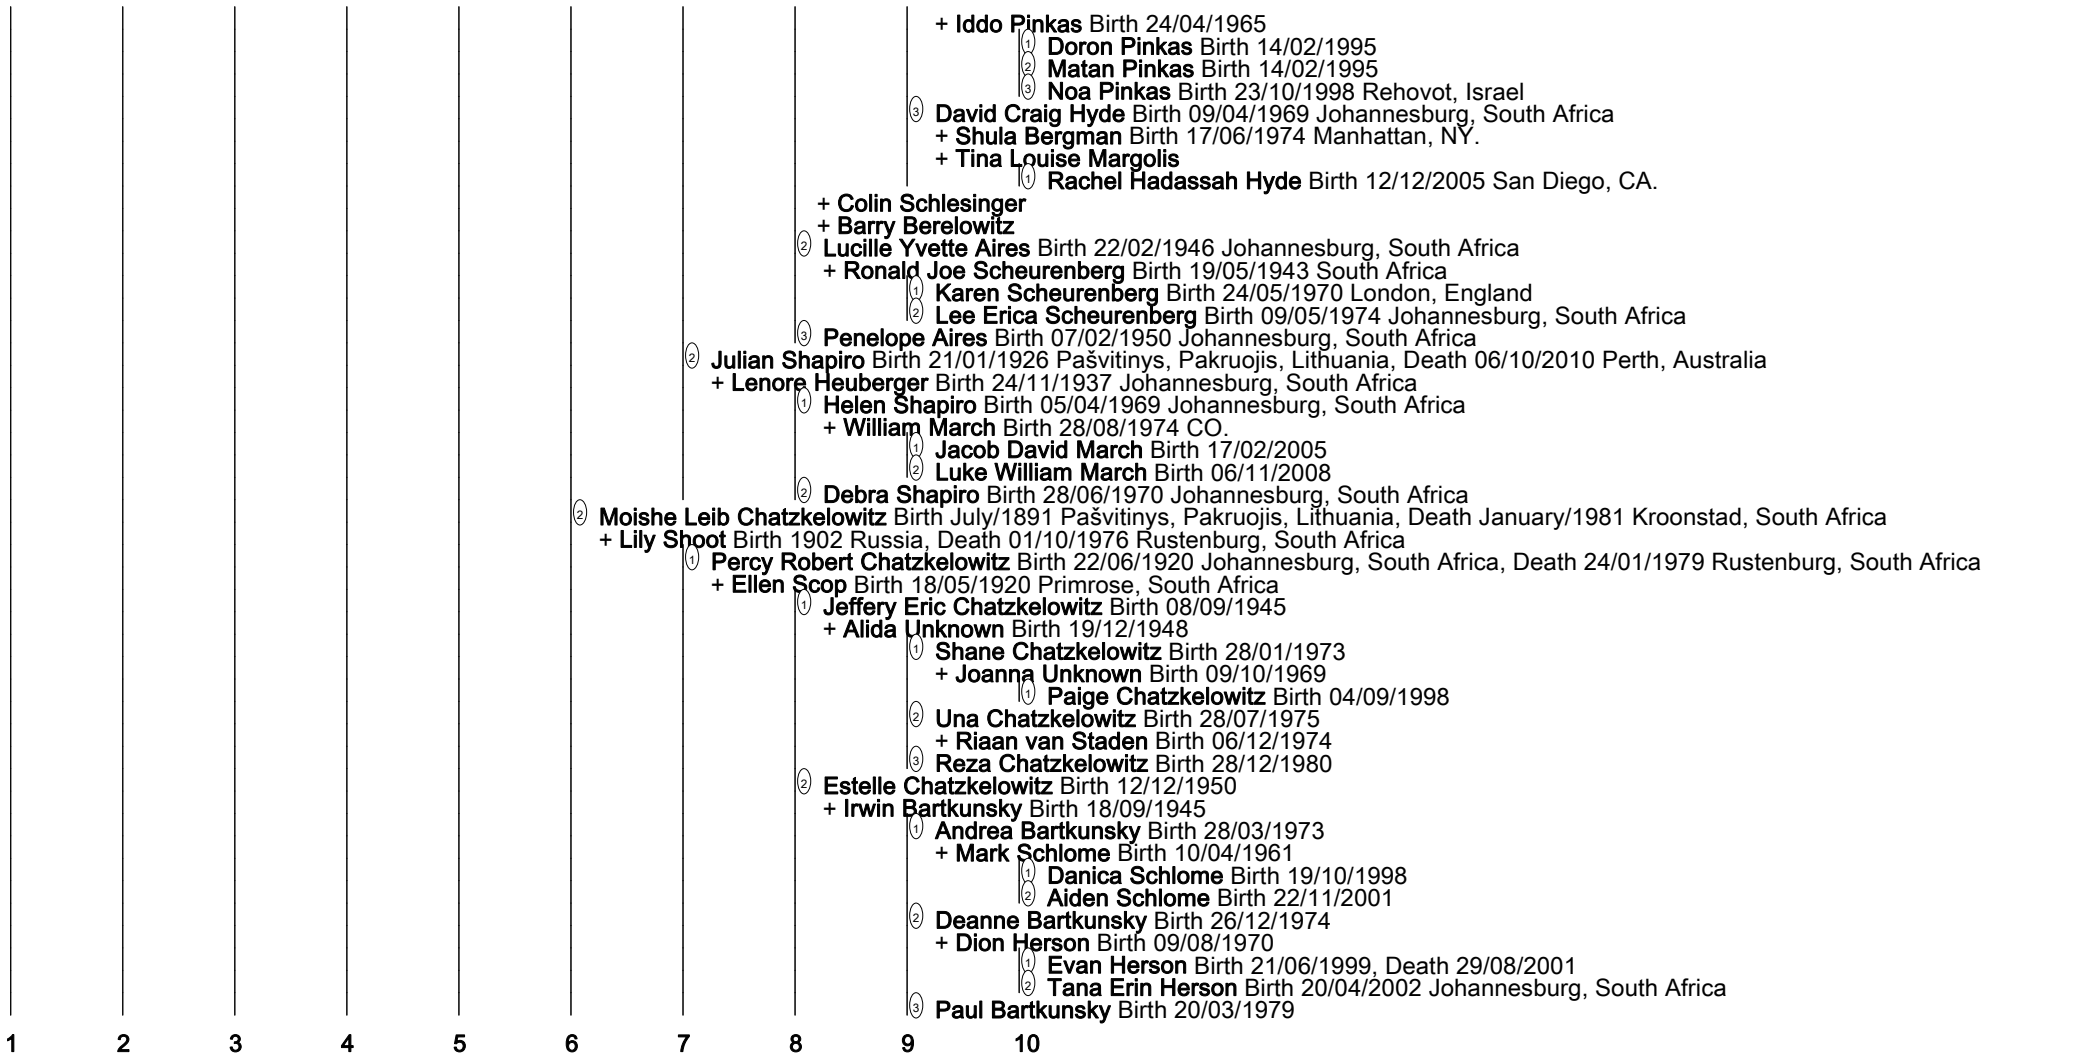 + Iddo Pinkas Birth 24/04/1965
1 Doron Pinkas Birth 14/02/1995
2 Matan Pinkas Birth 14/02/1995
3 Noa Pinkas Birth 23/10/1998 Rehovot, Israel
3 David Craig Hyde Birth 09/04/1969 Johannesburg, South Africa
+ Shula Bergman Birth 17/06/1974 Manhattan, NY.
+ Tina Louise Margolis
1 Rachel Hadassah Hyde Birth 12/12/2005 San Diego, CA.
+ Colin Schlesinger
+ Barry Berelowitz
2 Lucille Yvette Aires Birth 22/02/1946 Johannesburg, South Africa
+ Ronald Joe Scheurenberg Birth 19/05/1943 South Africa
1 Karen Scheurenberg Birth 24/05/1970 London, England
2 Lee Erica Scheurenberg Birth 09/05/1974 Johannesburg, South Africa
3 Penelope Aires Birth 07/02/1950 Johannesburg, South Africa
2 Julian Shapiro Birth 21/01/1926 Pašvitinys, Pakruojis, Lithuania, Death 06/10/2010 Perth, Australia
+ Lenore Heuberger Birth 24/11/1937 Johannesburg, South Africa
1 Helen Shapiro Birth 05/04/1969 Johannesburg, South Africa
+ William March Birth 28/08/1974 CO.
1 Jacob David March Birth 17/02/2005
2 Luke William March Birth 06/11/2008
2 Debra Shapiro Birth 28/06/1970 Johannesburg, South Africa
2 Moishe Leib Chatzkelowitz Birth July/1891 Pašvitinys, Pakruojis, Lithuania, Death January/1981 Kroonstad, South Africa
+ Lily Shoot Birth 1902 Russia, Death 01/10/1976 Rustenburg, South Africa
1 Percy Robert Chatzkelowitz Birth 22/06/1920 Johannesburg, South Africa, Death 24/01/1979 Rustenburg, South Africa
+ Ellen Scop Birth 18/05/1920 Primrose, South Africa
1 Jeffery Eric Chatzkelowitz Birth 08/09/1945
+ Alida Unknown Birth 19/12/1948
1 Shane Chatzkelowitz Birth 28/01/1973
+ Joanna Unknown Birth 09/10/1969
1 Paige Chatzkelowitz Birth 04/09/1998
2 Una Chatzkelowitz Birth 28/07/1975
+ Riaan van Staden Birth 06/12/1974
3 Reza Chatzkelowitz Birth 28/12/1980
2 Estelle Chatzkelowitz Birth 12/12/1950
+ Irwin Bartkunsky Birth 18/09/1945
1 Andrea Bartkunsky Birth 28/03/1973
+ Mark Schlome Birth 10/04/1961
1 Danica Schlome Birth 19/10/1998
2 Aiden Schlome Birth 22/11/2001
2 Deanne Bartkunsky Birth 26/12/1974
+ Dion Herson Birth 09/08/1970
1 Evan Herson Birth 21/06/1999, Death 29/08/2001
2 Tana Erin Herson Birth 20/04/2002 Johannesburg, South Africa
3 Paul Bartkunsky Birth 20/03/1979
1 2 3 4 5 6 7 8 9 10